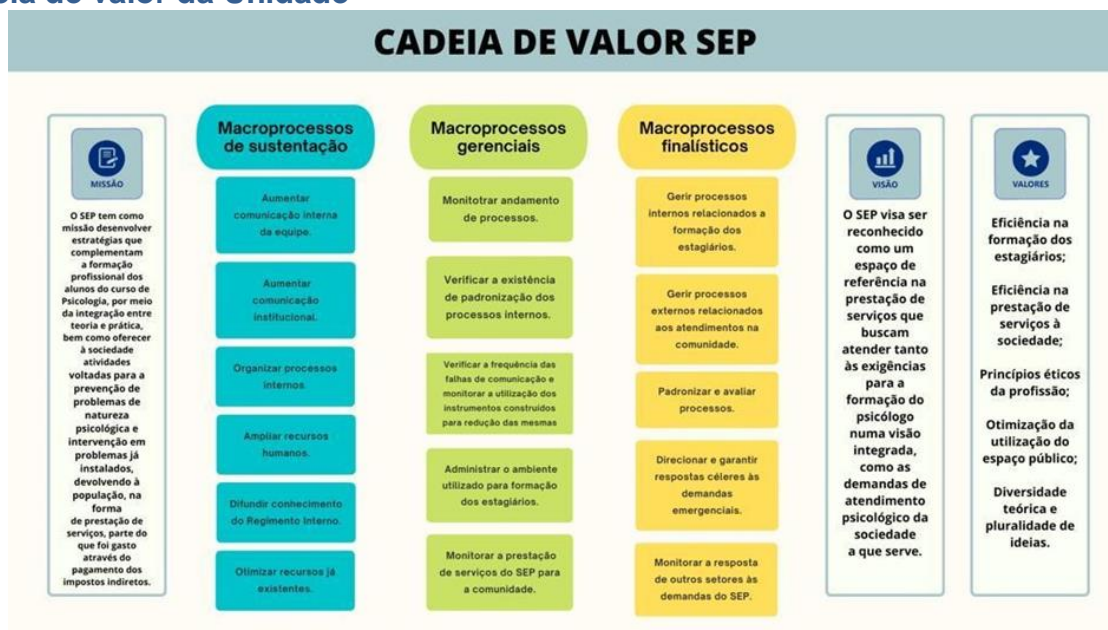 de valor da Unidade
CADEIA DE VALOR SEP
MISSÃO
O SEP tem como
missão desenvolver
estratégias que
complementam
a formação
profissional dos
alunos do curso de
Psicologia, por meio
da integração entre
teoria e prática,
bem como oferecer
à sociedade
atividades
voltadas para a
prevenção de
problemas de
natureza
psicológica e
intervenção em
problemas já
instalados,
devolvendo à
população, na
forma
de prestação de
serviços, parte do
que foi gasto
através do
pagamento dos
impostos indiretos.
Macroprocessos
de sustentação
Aumentar
comunicação interna
da equipe.
Aumentar
comunicação
institucional.
Organizar processos
internos.
Ampliar recursos
humanos.
Difundir conhecimento
do Regimento Interno.
Otimizar recursos já
existentes.
Macroprocessos
gerenciais
Monitotrar andamento
de processos.
Verificar a existência
de padronização dos
processos internos.
Verificar a frequência das
falhas de comunicação e
monitorar a utilização dos
instrumentos construídos
para redução das mesmas
Administrar o ambiente
utilizado para formação
dos estagiários.
Monitorar a prestação
de serviços do SEP para
a comunidade.
Macroprocessos
finalísticos
Gerir processos
internos relacionados a
formação dos
estagiários.
Gerir processos
externos relacionados
aos atendimentos na
comunidade.
Padronizar e avaliar
processos.
Direcionar e garantir
respostas céleres às
demandas
emergenciais.
Monitorar a resposta
de outros setores às
demandas do SEP.
VISÃO
O SEP visa ser
reconhecido
como um
espaço de
referência na
prestação de
serviços que
buscam
atender tanto
às exigências
para a
formação do
psicólogo
numa visão
integrada,
como as
demandas de
atendimento
psicológico da
sociedade
a que serve.
VALORES
Eficiência na
formação dos
estagiários;
Eficiência na
prestação de
serviços à
sociedade;
Princípios éticos
da profissão;
Otimização da
utilização do
espaço público;
Diversidade
teórica e
pluralidade de
ideias.